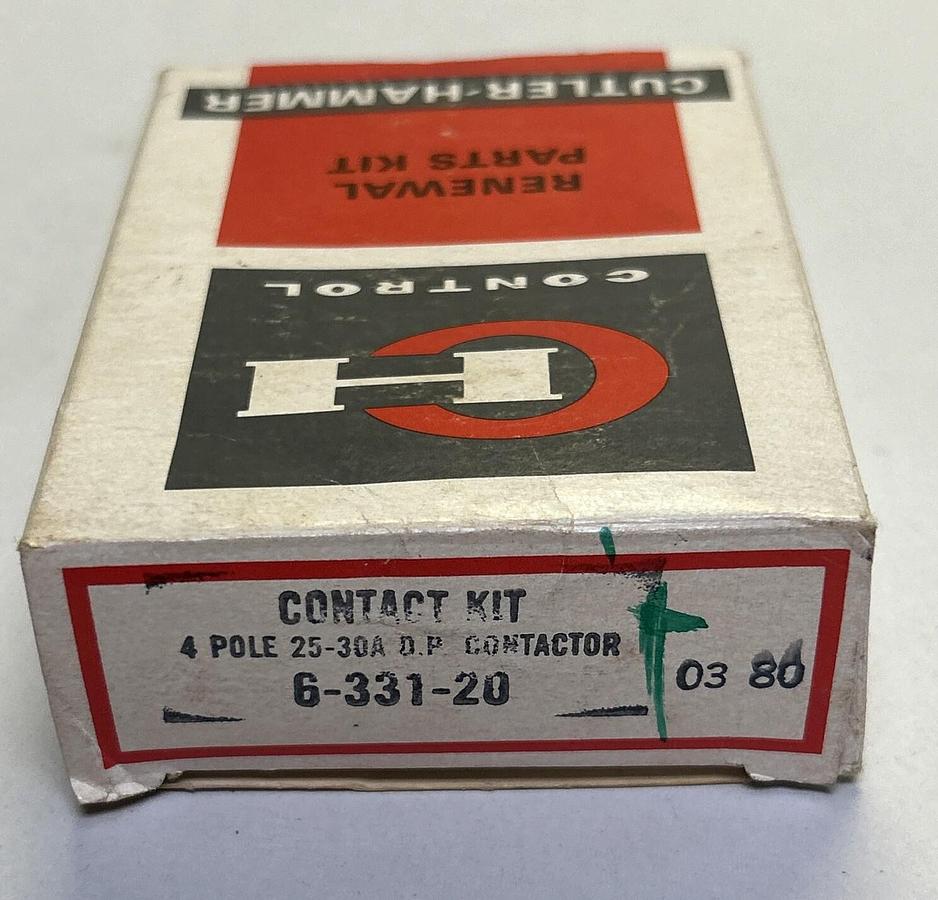 CUTLER-HAMMER
RENEWAL
PARTS KIT
CONTROL
CH
CONTACT KIT
4 POLE 25-30A D.P. CONTACTOR
6-331-20
03 80